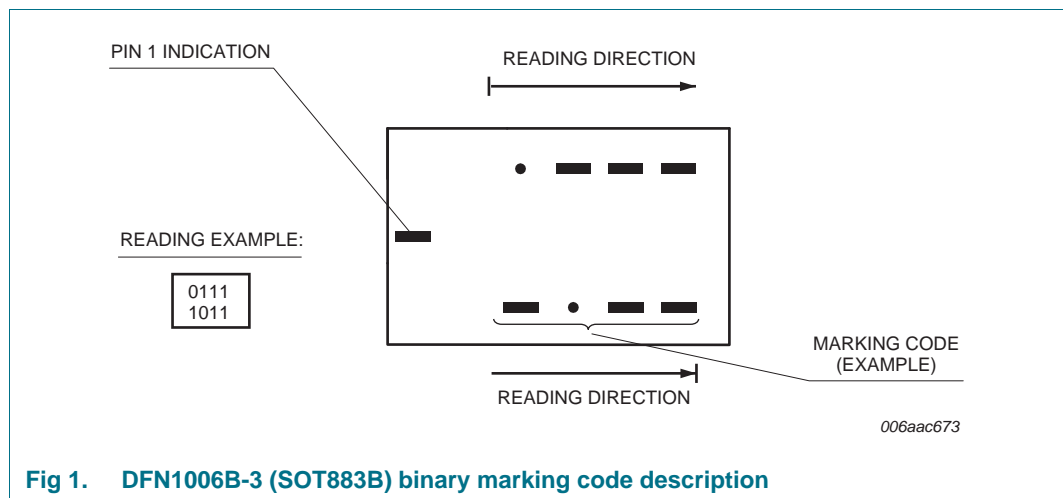 PIN 1 INDICATION
READING DIRECTION
READING EXAMPLE:
0111
1011
MARKING CODE
(EXAMPLE)
READING DIRECTION
006aac673
Fig 1. DFN1006B-3 (SOT883B) binary marking code description